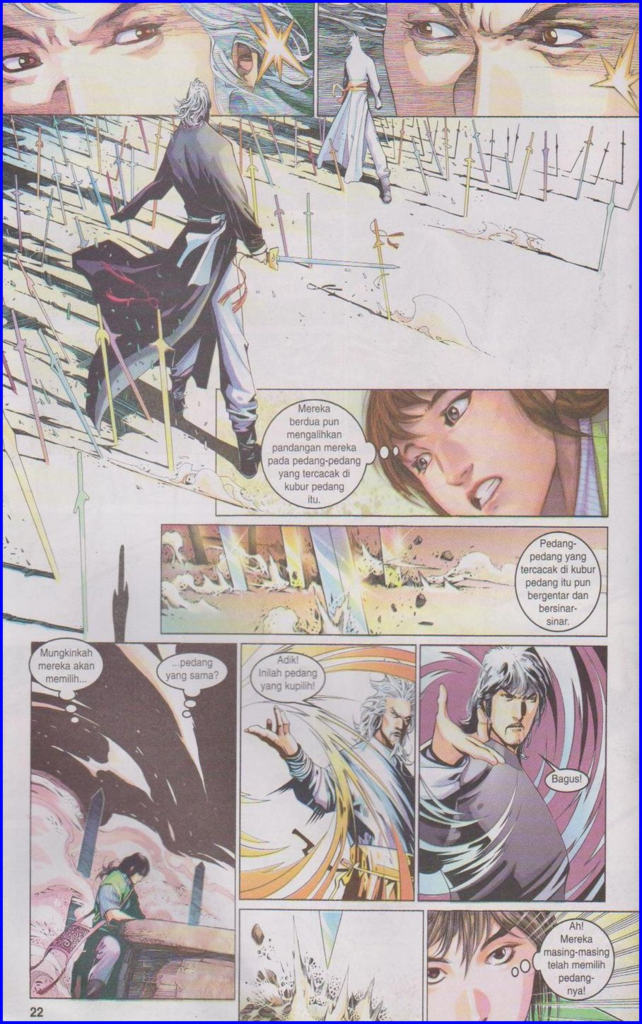 Mereka
berdua pun
mengalihkan
pandangan mereka
pada pedang-pedang
yang tercacak di
kubur pedang
itu.
Pedang-
pedang yang
tercacak di kubur
pedang itu pun
bergentar dan
bersinar-
sinar.
Mungkinkah
mereka akan
memilih...
...pedang
yang sama?
Adik!
Inilah pedang
yang kupilih!
Bagus!
Ah!
Mereka
masing-masing
telah memilih
pedang-
nya!
22